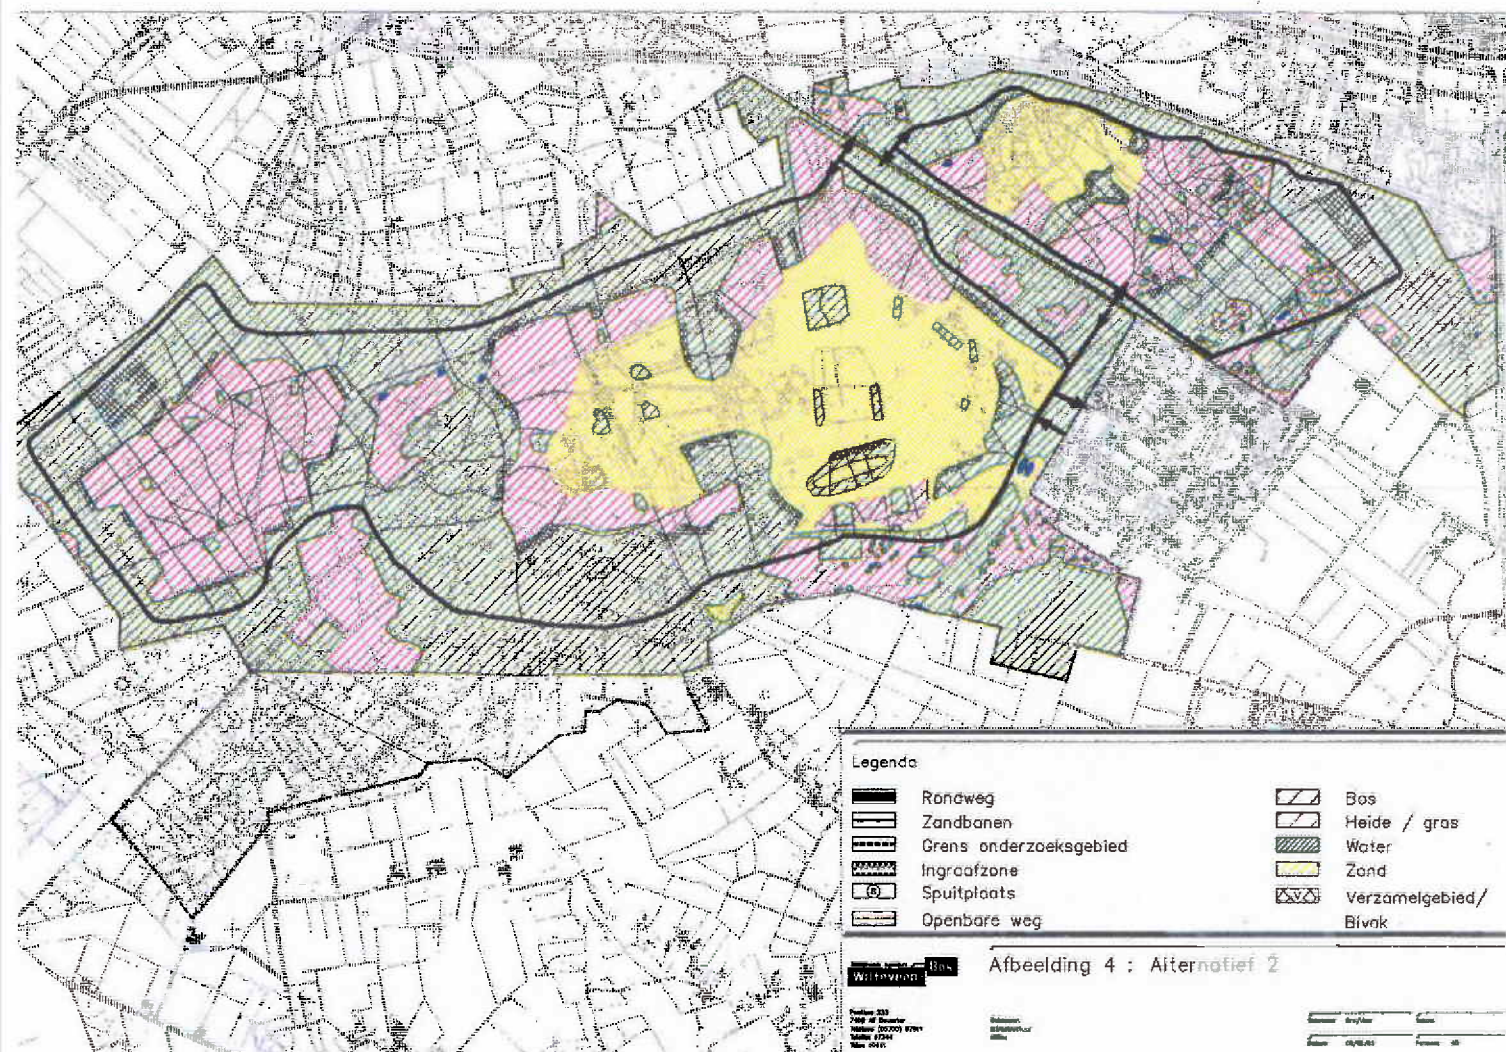 Legenda
Rondweg
Zandbanen
Grens onderzoeksgebied
Ingraafzone
Spuitplaats
Openbare weg
Bos
Heide / gras
Water
Zand
Verzamelgebied/
Bivak
Witteveen Bos
Afbeelding 4 : Alternatief 2